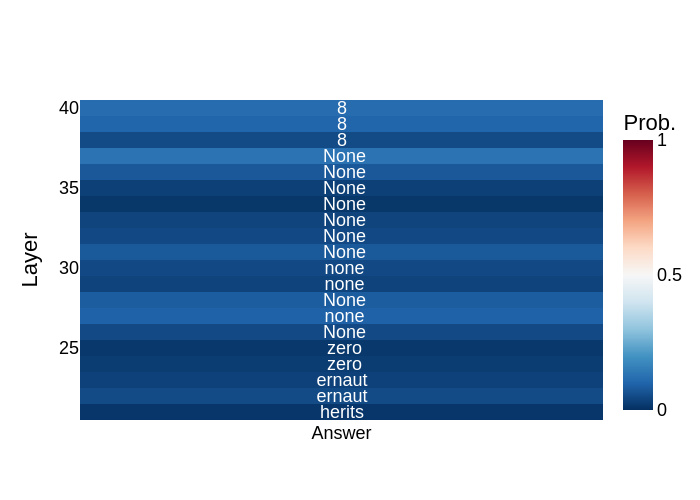 Prob.
40
8
8
8
None
None
35
None
None
None
None
None
30
none
none
None
none
None
25
zero
zero
ernaut
ernaut
herits
Answer
Layer
1
0.5
0